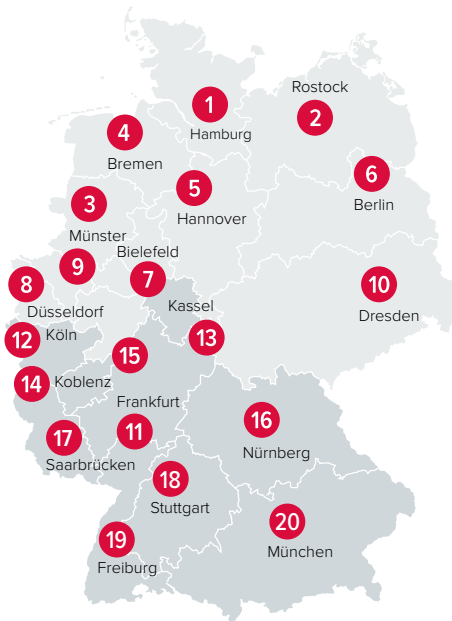 Rostock
1
2
Hamburg
4
Bremen
6
5
Berlin
3
Hannover
Münster
Bielefeld
9
7
8
10
Kassel
Düsseldorf
Dresden
12
Köln
13
15
14
Koblenz
Frankfurt
16
11
17
Nürnberg
Saarbrücken
18
Stuttgart
20
19
München
Freiburg